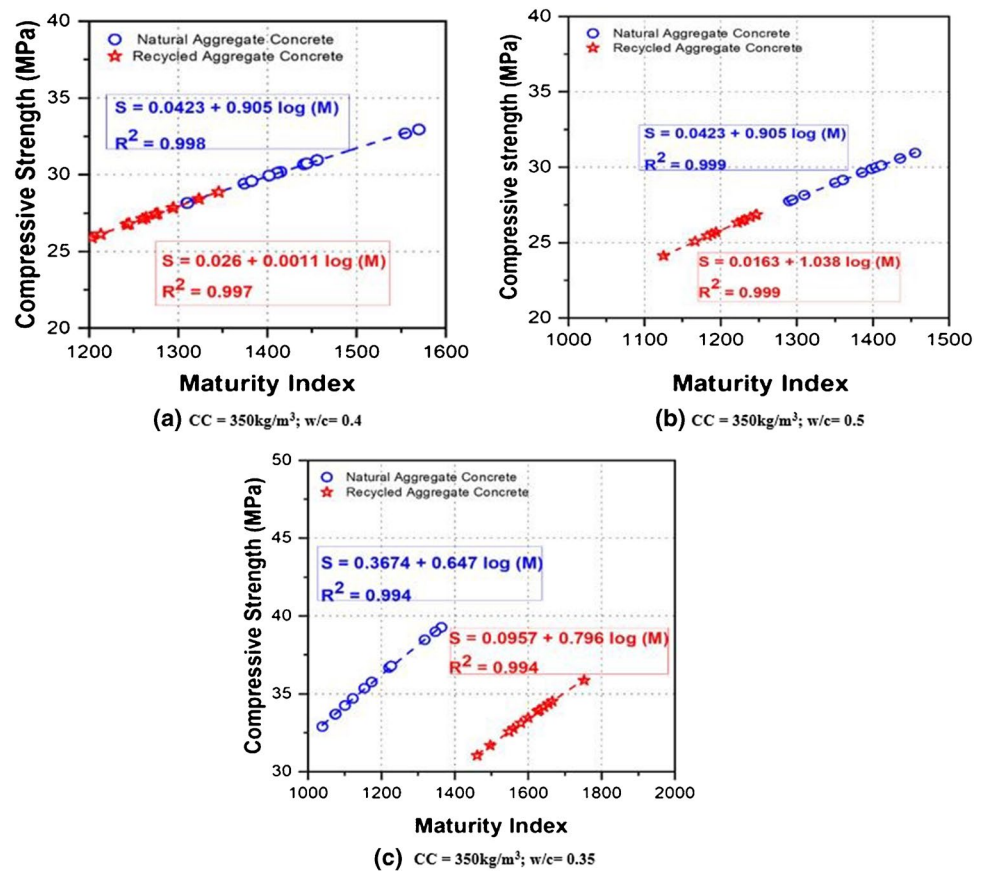 Natural Aggregate Concrete
Recycled Aggregate Concrete
S = 0.0423 + 0.905 log (M)
R² = 0.998
S = 0.026 + 0.0011 log (M)
R² = 0.997
40
35
30
25
20
1200 1300 1400 1500 1600
Compressive Strength (MPa)
Maturity Index
(a) CC = 350kg/m³; w/c= 0.4
Natural Aggregate Concrete
Recycled Aggregate Concrete
S = 0.0423 + 0.905 log (M)
R² = 0.999
S = 0.0163 + 1.038 log (M)
R² = 0.999
40
35
30
25
20
1000 1100 1200 1300 1400 1500
Compressive strength (MPa)
Maturity Index
(b) CC = 350kg/m³; w/c= 0.5
Natural Aggregate Concrete
Recycled Aggregate Concrete
S = 0.3674 + 0.647 log (M)
R² = 0.994
S = 0.0957 + 0.796 log (M)
R² = 0.994
50
45
40
35
30
1000 1200 1400 1600 1800 2000
Compressive Strength (MPa)
Maturity Index
(c) CC = 350kg/m³; w/c= 0.35